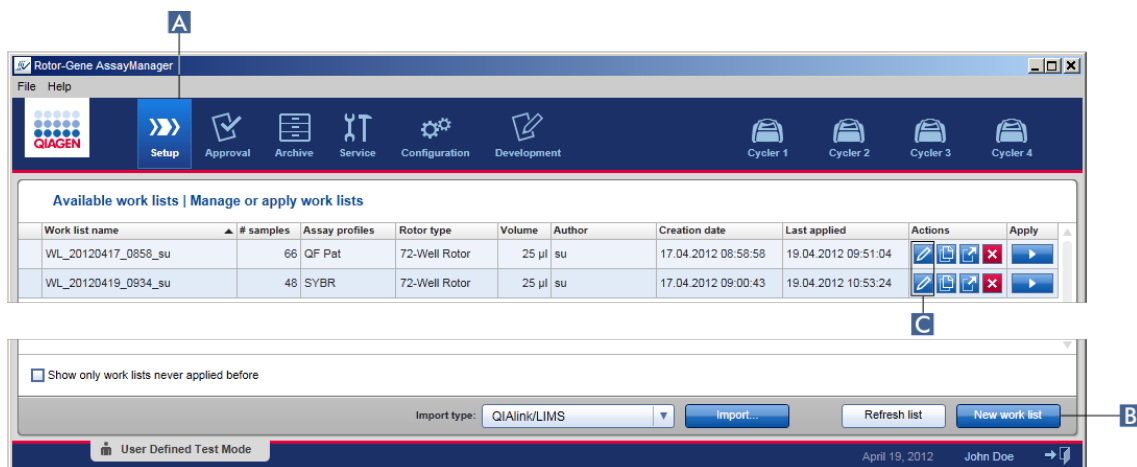 A
Rotor-Gene AssayManager
File Help
QIAGEN
Setup Approval Archive Service Configuration Development Cycler 1 Cycler 2 Cycler 3 Cycler 4
Available work lists | Manage or apply work lists
Work list name # samples Assay profiles Rotor type Volume Author Creation date Last applied Actions Apply
WL_20120417_0858_su 66 QF Pat 72-Well Rotor 25 µl su 17.04.2012 08:58:58 19.04.2012 09:51:04
WL_20120419_0934_su 48 SYBR 72-Well Rotor 25 µl su 17.04.2012 09:00:43 19.04.2012 10:53:24
C
Show only work lists never applied before
Import type: QIAlink/LIMS Import... Refresh list New work list
B
User Defined Test Mode April 19, 2012 John Doe